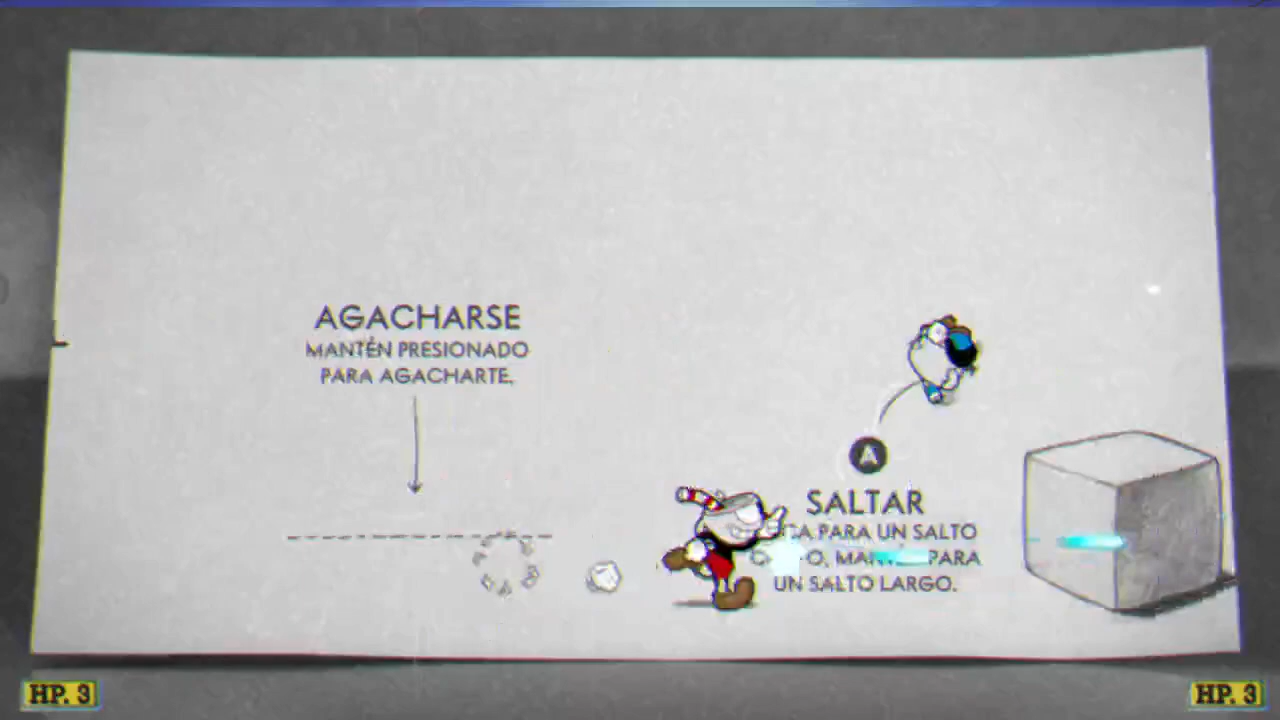 AGACHARSE
MANTÉN PRESIONADO
PARA AGACHARTE.
A
SALTAR
PARA UN SALTO
PARA
UN SALTO LARGO.
HP. 3
HP. 3